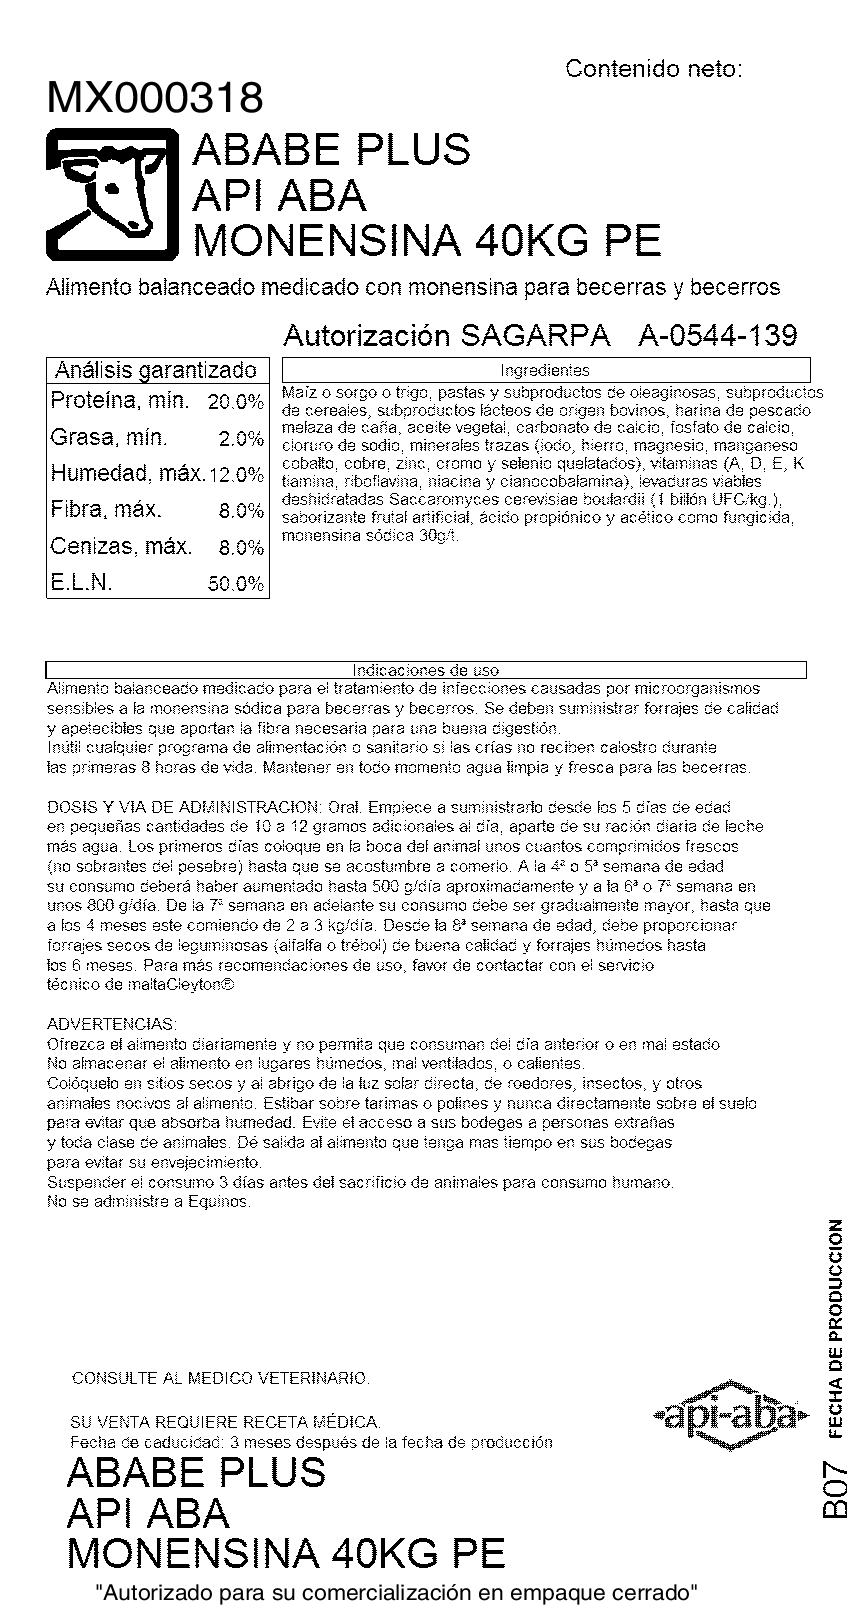 Contenido neto:
MX000318
ABABE PLUS
API ABA
MONENSINA 40KG PE
Alimento balanceado medicado con monensina para becerras y becerros
Autorización SAGARPA A-0544-139
Análisis garantizado
Proteína, mín. 20.0%
Grasa, mín. 2.0%
Humedad, máx. 12.0%
Fibra, máx. 8.0%
Cenizas, máx. 8.0%
E.L.N. 50.0%
Ingredientes
Maíz o sorgo o trigo, pastas y subproductos de oleaginosas, subproductos
de cereales, subproductos lácteos de origen bovinos, harina de pescado
melaza de caña, aceite vegetal, carbonato de calcio, fosfato de calcio,
cloruro de sodio, minerales trazas (iodo, hierro, magnesio, manganeso
cobalto, cobre, zinc, cromo y selenio quelatados), vitaminas (A, D, E, K
tiamina, riboflavina, niacina y cianocobalamina), levaduras viables
deshidratadas Saccaromyces cerevisiae boulardii (1 billón UFC/kg.),
saborizante frutal artificial, ácido propiónico y acético como fungicida,
monensina sódica 30g/t.
Indicaciones de uso
Alimento balanceado medicado para el tratamiento de infecciones causadas por microorganismos
sensibles a la monensina sódica para becerras y becerros. Se deben suministrar forrajes de calidad
y apetecibles que aportan la fibra necesaria para una buena digestión.
Inútil cualquier programa de alimentación o sanitario si las crías no reciben calostro durante
las primeras 8 horas de vida. Mantener en todo momento agua limpia y fresca para las becerras.
DOSIS Y VIA DE ADMINISTRACION: Oral. Empiece a suministrarlo desde los 5 días de edad
en pequeñas cantidades de 10 a 12 gramos adicionales al día, aparte de su ración diaria de leche
más agua. Los primeros días coloque en la boca del animal unos cuantos comprimidos frescos
(no sobrantes del pesebre) hasta que se acostumbre a comerlo. A la 4ª o 5ª semana de edad
su consumo deberá haber aumentado hasta 500 g/día aproximadamente y a la 6ª o 7ª semana en
unos 800 g/día. De la 7ª semana en adelante su consumo debe ser gradualmente mayor, hasta que
a los 4 meses este comiendo de 2 a 3 kg/día. Desde la 8ª semana de edad, debe proporcionar
forrajes secos de leguminosas (alfalfa o trébol) de buena calidad y forrajes húmedos hasta
los 6 meses. Para más recomendaciones de uso, favor de contactar con el servicio
técnico de maltaCleyton®
ADVERTENCIAS:
Ofrezca el alimento diariamente y no permita que consuman del día anterior o en mal estado
No almacenar el alimento en lugares húmedos, mal ventilados, o calientes.
Colóquelo en sitios secos y al abrigo de la luz solar directa, de roedores, insectos, y otros
animales nocivos al alimento. Estibar sobre tarimas o polines y nunca directamente sobre el suelo
para evitar que absorba humedad. Evite el acceso a sus bodegas a personas extrañas
y toda clase de animales. Dé salida al alimento que tenga mas tiempo en sus bodegas
para evitar su envejecimiento.
Suspender el consumo 3 días antes del sacrificio de animales para consumo humano.
No se administre a Equinos.
CONSULTE AL MEDICO VETERINARIO.
SU VENTA REQUIERE RECETA MÉDICA.
Fecha de caducidad: 3 meses después de la fecha de producción
api-aba
B07 FECHA DE PRODUCCION
ABABE PLUS
API ABA
MONENSINA 40KG PE
"Autorizado para su comercialización en empaque cerrado"